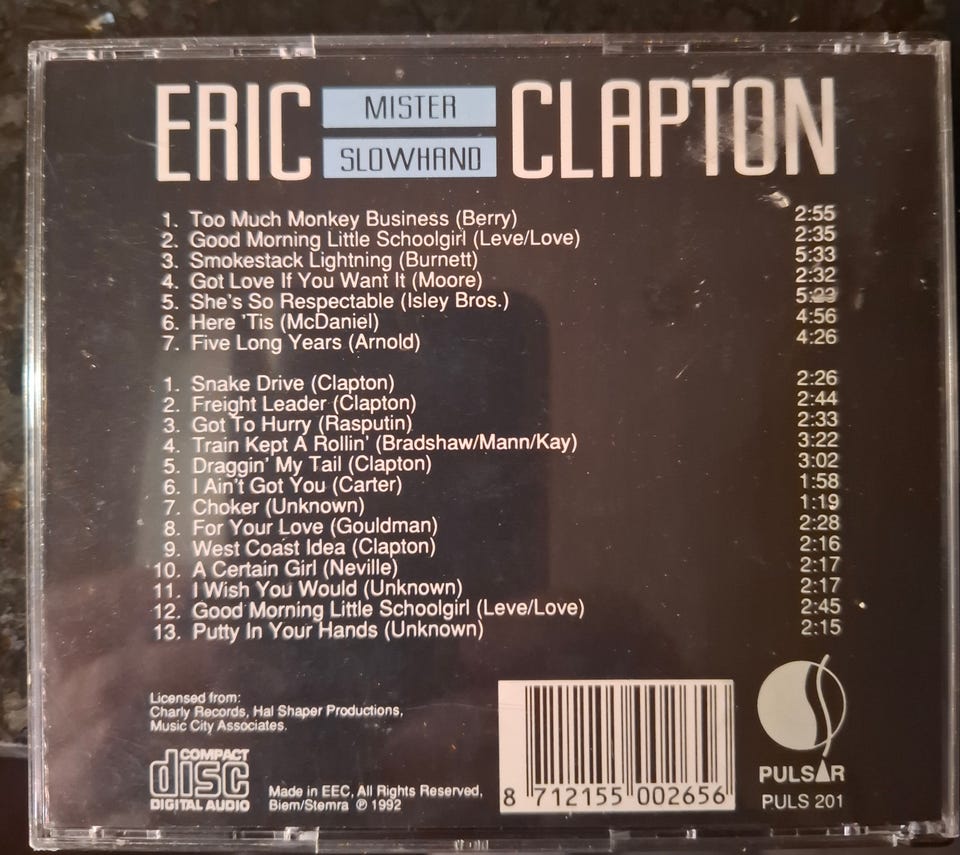 ERIC MISTER SLOWHAND CLAPTON
1. Too Much Monkey Business (Berry) 2:55
2. Good Morning Little Schoolgirl (Leve/Love) 2:35
3. Smokestack Lightning (Burnett) 5:33
4. Got Love If You Want It (Moore) 2:32
5. She's So Respectable (Isley Bros.)
6. Here 'Tis (McDaniel) 4:56
7. Five Long Years (Arnold) 4:26
1. Snake Drive (Clapton) 2:26
2. Freight Leader (Clapton) 2:44
3. Got To Hurry (Rasputin) 2:33
4. Train Kept A Rollin' (Bradshaw/Mann/Kay) 3:22
5. Draggin' My Tail (Clapton) 3:02
6. I Ain't Got You (Carter) 1:58
7. Choker (Unknown) 1:19
8. For Your Love (Gouldman) 2:28
9. West Coast Idea (Clapton) 2:16
10. A Certain Girl (Neville) 2:17
11. I Wish You Would (Unknown) 2:17
12. Good Morning Little Schoolgirl (Leve/Love) 2:45
13. Putty In Your Hands (Unknown) 2:15
Licensed from:
Charly Records, Hal Shaper Productions,
Music City Associates.
COMPACT
disc
DIGITAL AUDIO
Made in EEC, All Rights Reserved,
Biem/Stemra ℗ 1992
8 712155 002656
PULSAR
PULS 201